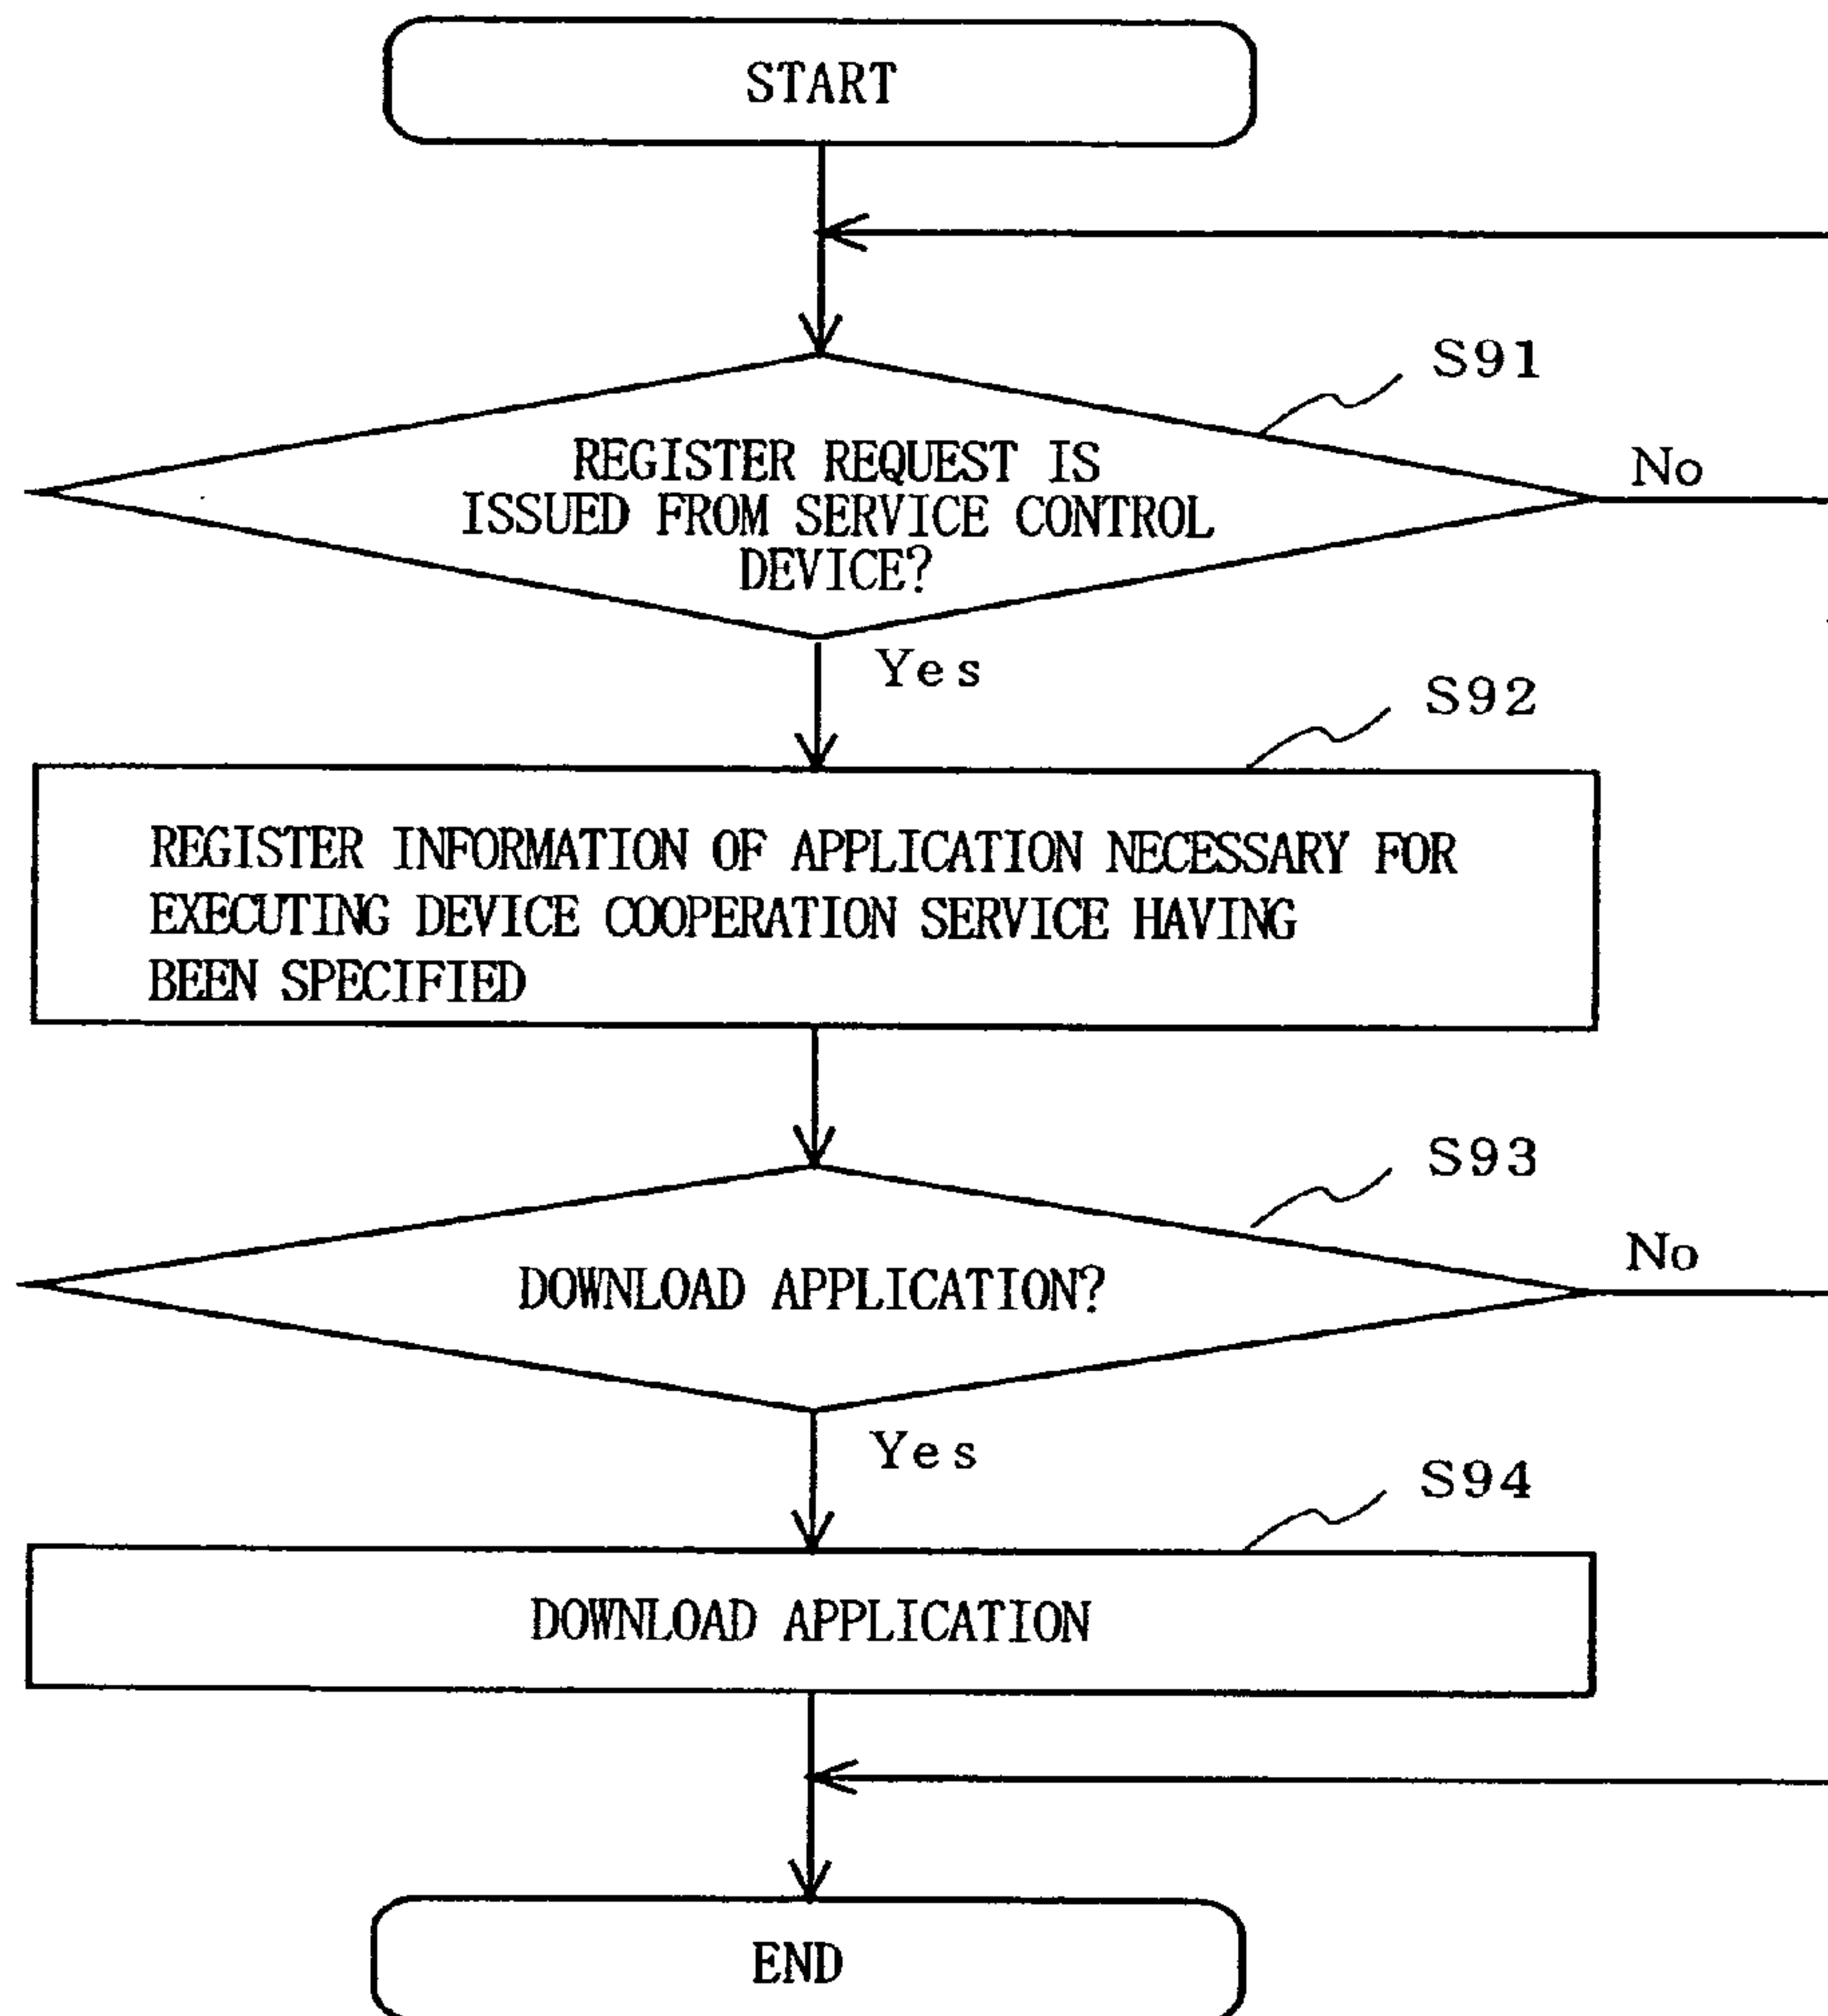 START
S91
REGISTER REQUEST IS
ISSUED FROM SERVICE CONTROL
DEVICE?
No
Yes
S92
REGISTER INFORMATION OF APPLICATION NECESSARY FOR
EXECUTING DEVICE COOPERATION SERVICE HAVING
BEEN SPECIFIED
S93
DOWNLOAD APPLICATION?
No
Yes
S94
DOWNLOAD APPLICATION
END